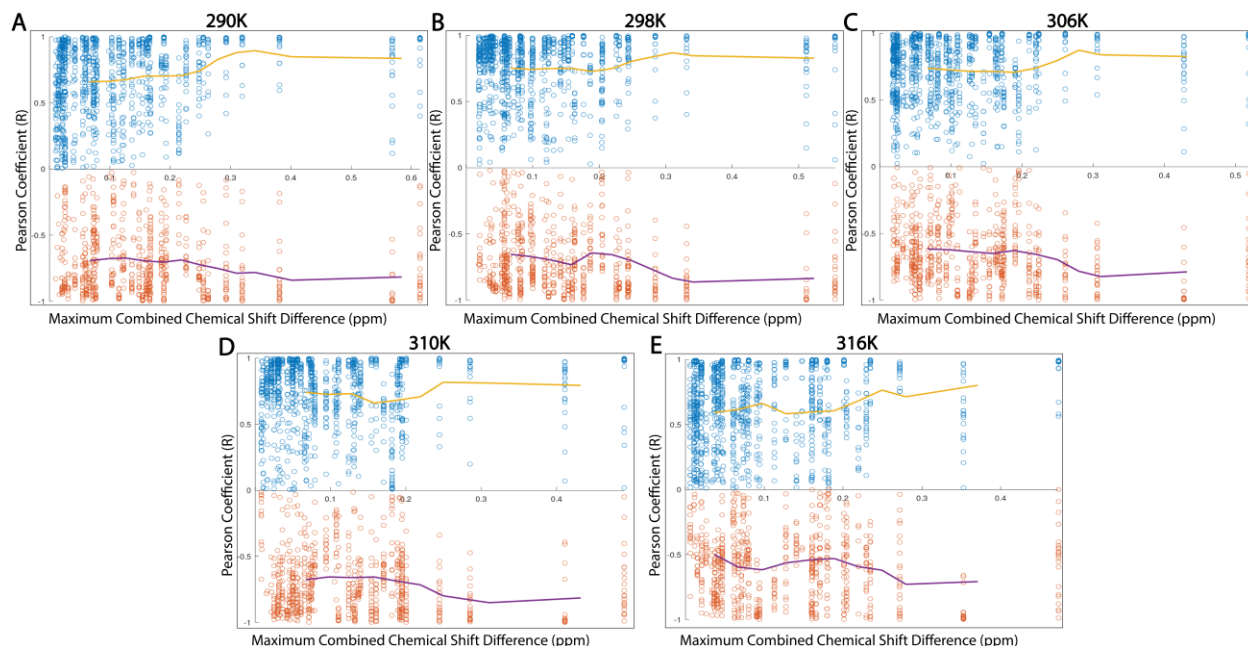 A 290K
Pearson Coefficient (R)
1
0.5
0
-0.5
-1
0.1 0.2 0.3 0.4 0.5 0.6
Maximum Combined Chemical Shift Difference (ppm)
B 298K
Pearson Coefficient (R)
1
0.5
0
-0.5
-1
0.1 0.2 0.3 0.4 0.5
Maximum Combined Chemical Shift Difference (ppm)
C 306K
Pearson Coefficient (R)
1
0.5
0
-0.5
-1
0.1 0.2 0.3 0.4 0.5
Maximum Combined Chemical Shift Difference (ppm)
D 310K
Pearson Coefficient (R)
1
0.5
0
-0.5
-1
0.1 0.2 0.3 0.4
Maximum Combined Chemical Shift Difference (ppm)
E 316K
Pearson Coefficient (R)
1
0.5
0
-0.5
-1
0.1 0.2 0.3 0.4
Maximum Combined Chemical Shift Difference (ppm)